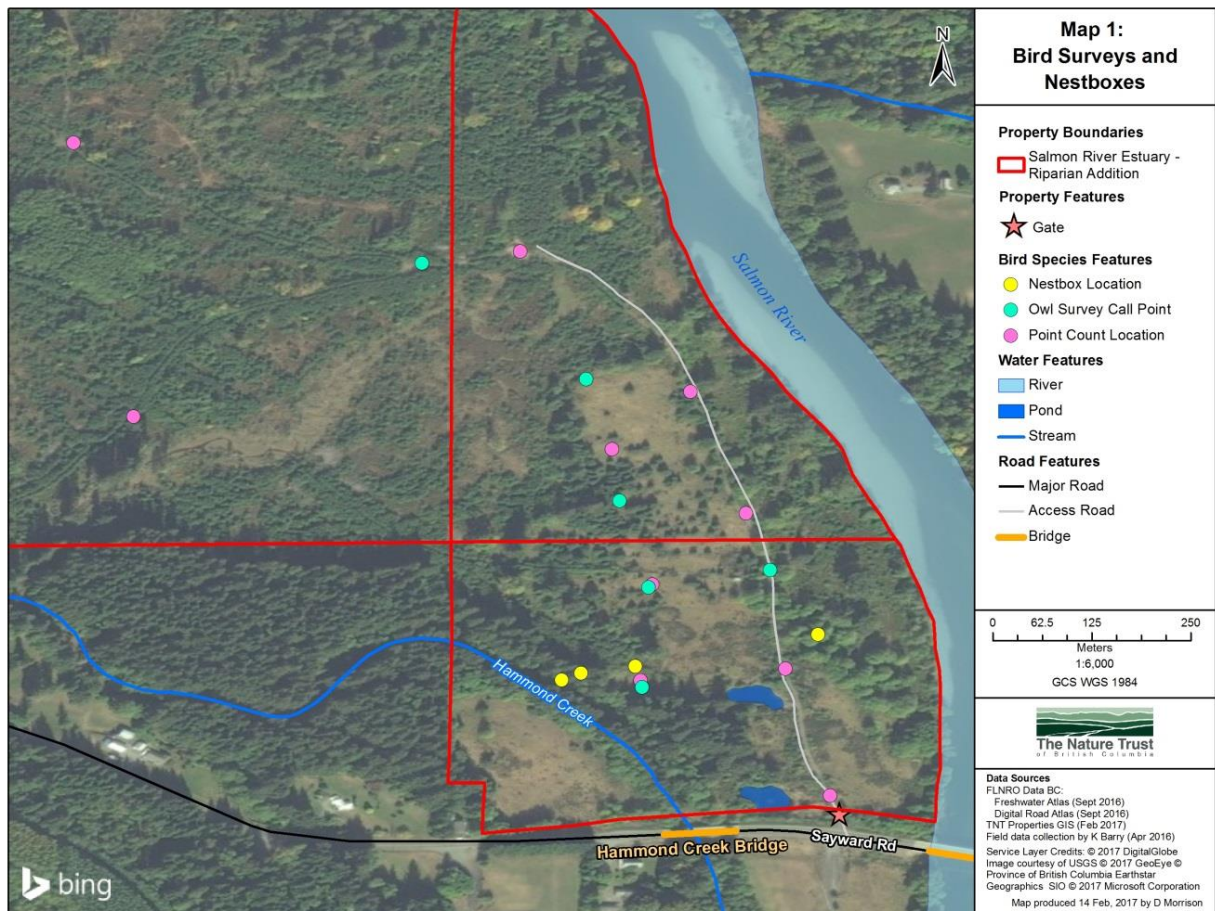 Map 1:
Bird Surveys and
Nestboxes
N
Salmon River
Hammond Creek
Hammond Creek Bridge
Sayward Rd
bing
Property Boundaries
Salmon River Estuary -
Riparian Addition
Property Features
Gate
Bird Species Features
Nestbox Location
Owl Survey Call Point
Point Count Location
Water Features
River
Pond
Stream
Road Features
Major Road
Access Road
Bridge
0 62.5 125 250
Meters
1:6,000
GCS WGS 1984
The Nature Trust
of British Columbia
Data Sources
FLNRO Data BC:
Freshwater Atlas (Sept 2016)
Digital Road Atlas (Sept 2016)
TNT Properties GIS (Feb 2017)
Field data collection by K Barry (Apr 2016)
Service Layer Credits: © 2017 DigitalGlobe
Image courtesy of USGS © 2017 GeoEye ©
Province of British Columbia Earthstar
Geographics SIO © 2017 Microsoft Corporation
Map produced 14 Feb, 2017 by D Morrison